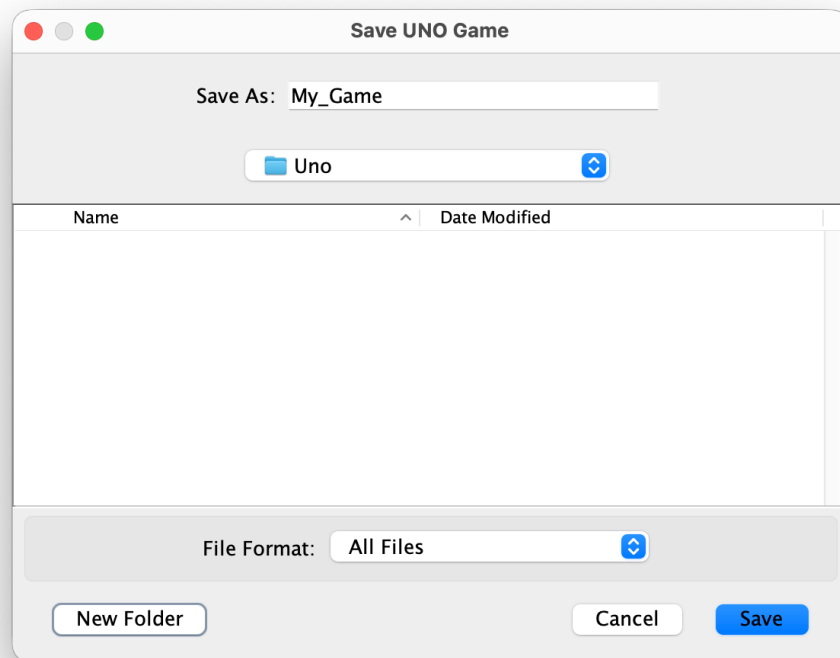 Save UNO Game
Save As: My_Game
Uno
Name Date Modified
File Format: All Files
New Folder Cancel Save